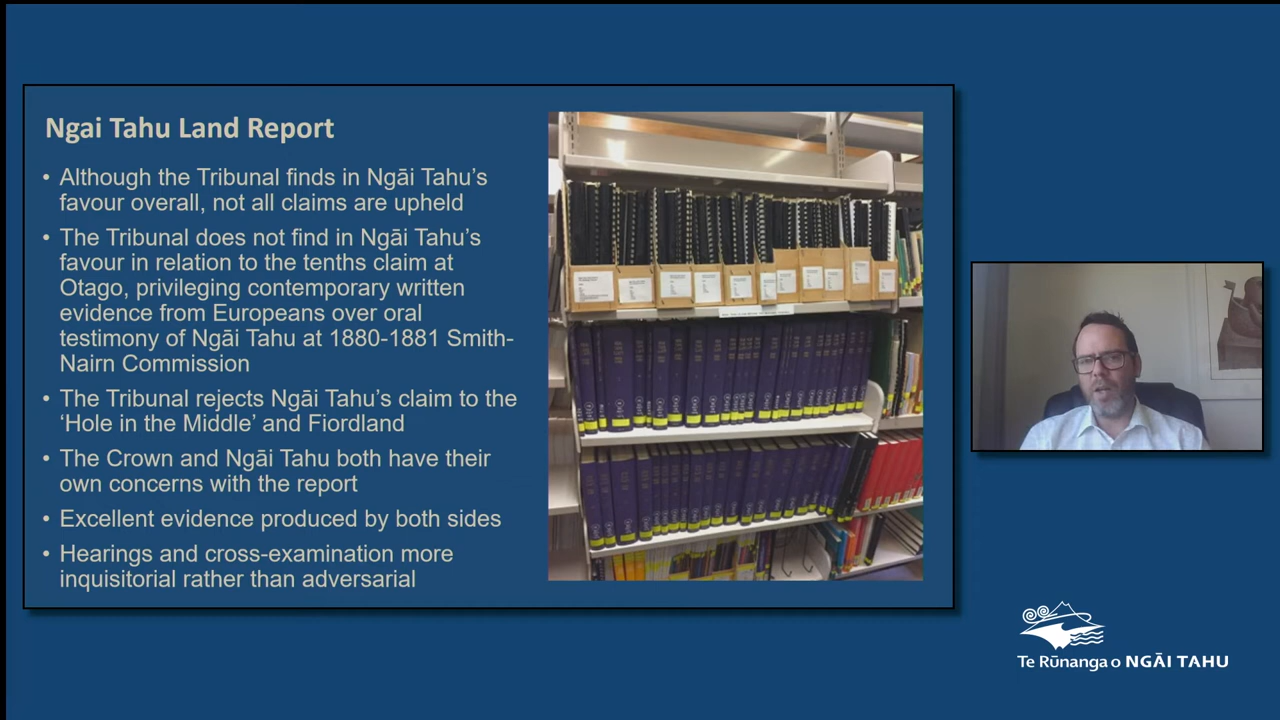 Ngai Tahu Land Report
• Although the Tribunal finds in Ngāi Tahu's
favour overall, not all claims are upheld
• The Tribunal does not find in Ngāi Tahu's
favour in relation to the tenths claim at
Otago, privileging contemporary written
evidence from Europeans over oral
testimony of Ngāi Tahu at 1880-1881 Smith-
Nairn Commission
• The Tribunal rejects Ngāi Tahu's claim to the
'Hole in the Middle' and Fiordland
• The Crown and Ngāi Tahu both have their
own concerns with the report
• Excellent evidence produced by both sides
• Hearings and cross-examination more
inquisitorial rather than adversarial
Te Rūnanga o NGĀI TAHU